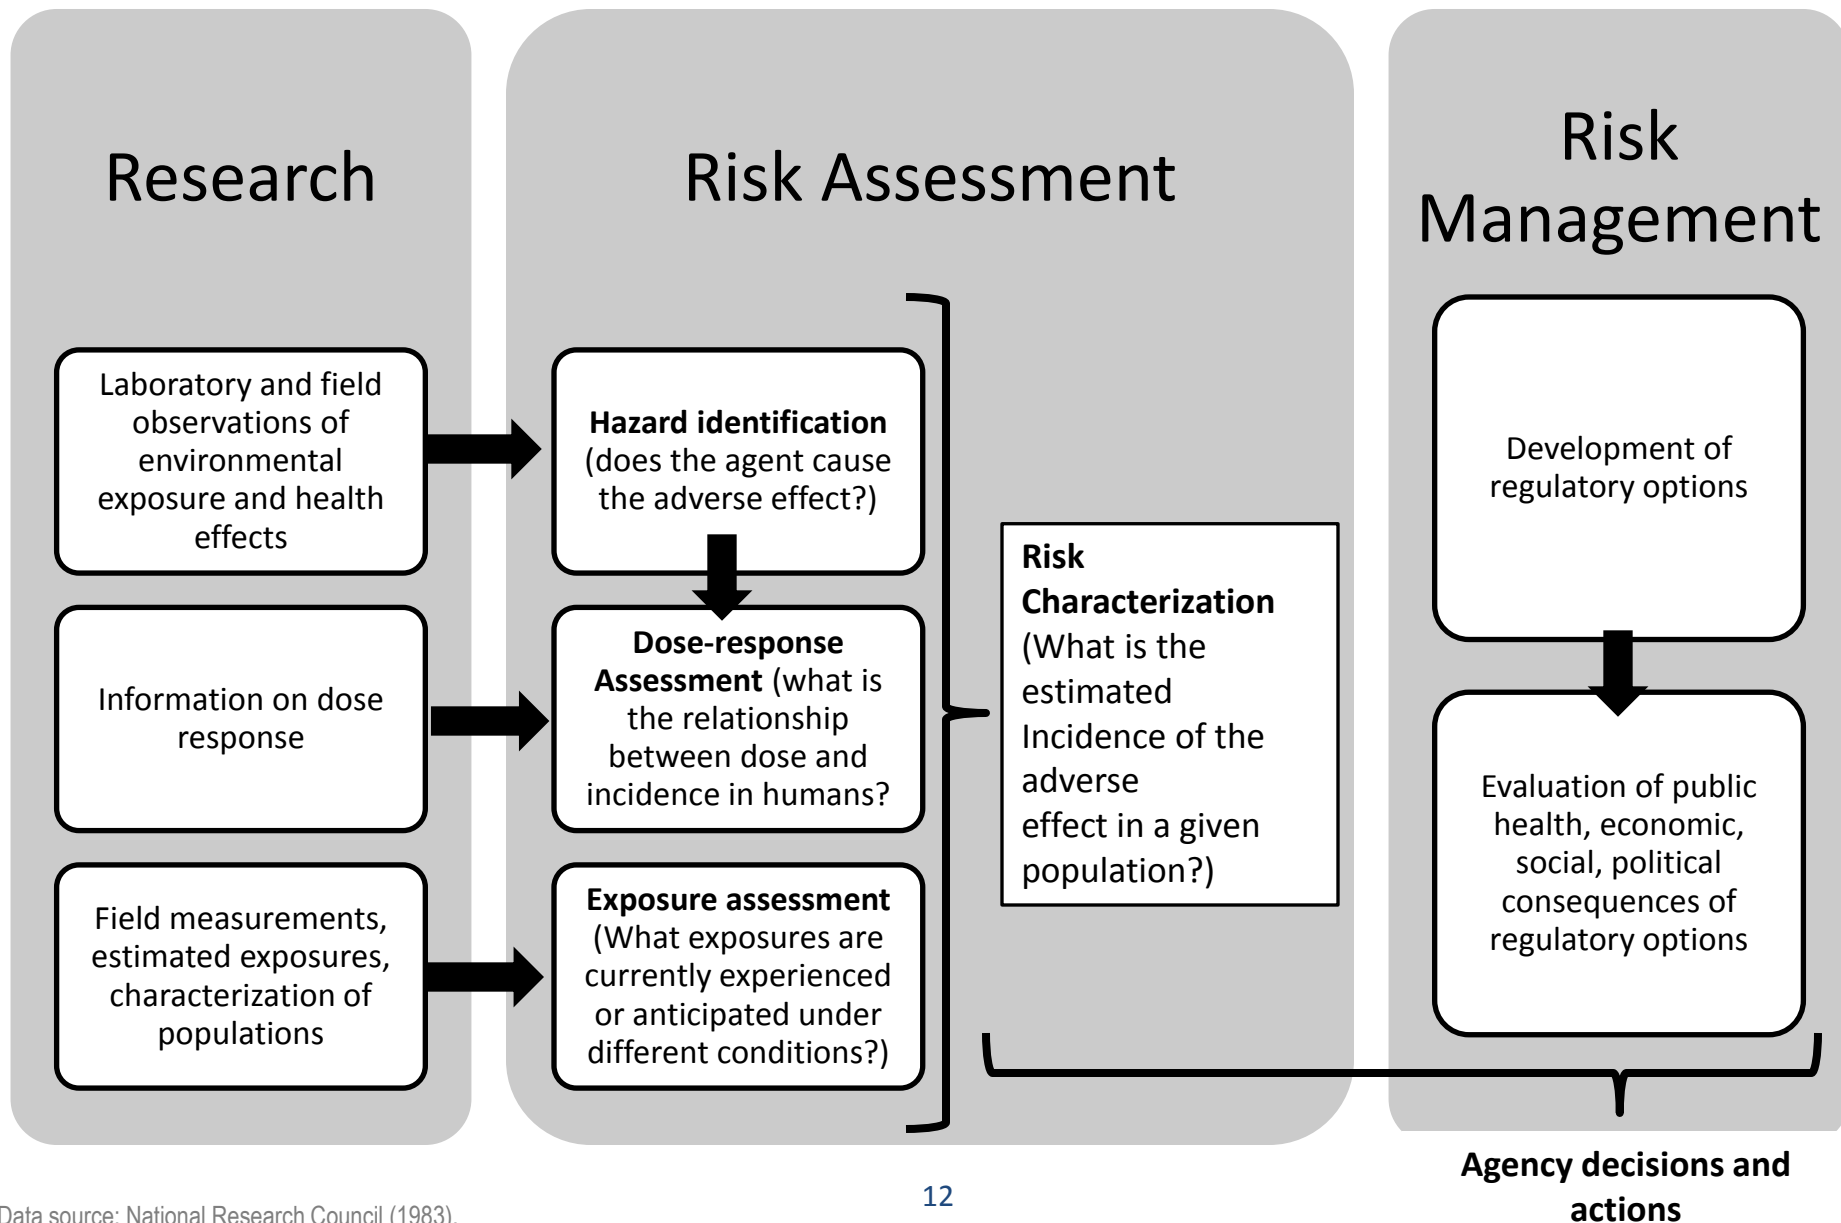 Research
Laboratory and field
observations of
environmental
exposure and health
effects
Information on dose
response
Field measurements,
estimated exposures,
characterization of
populations
Risk Assessment
Hazard identification
(does the agent cause
the adverse effect?)
Dose-response
Assessment (what is
the relationship
between dose and
incidence in humans?
Exposure assessment
(What exposures are
currently experienced
or anticipated under
different conditions?)
Risk
Characterization
(What is the
estimated
Incidence of the
adverse
effect in a given
population?)
Risk
Management
Development of
regulatory options
Evaluation of public
health, economic,
social, political
consequences of
regulatory options
Agency decisions and
actions
12
Data source: National Research Council (1983).